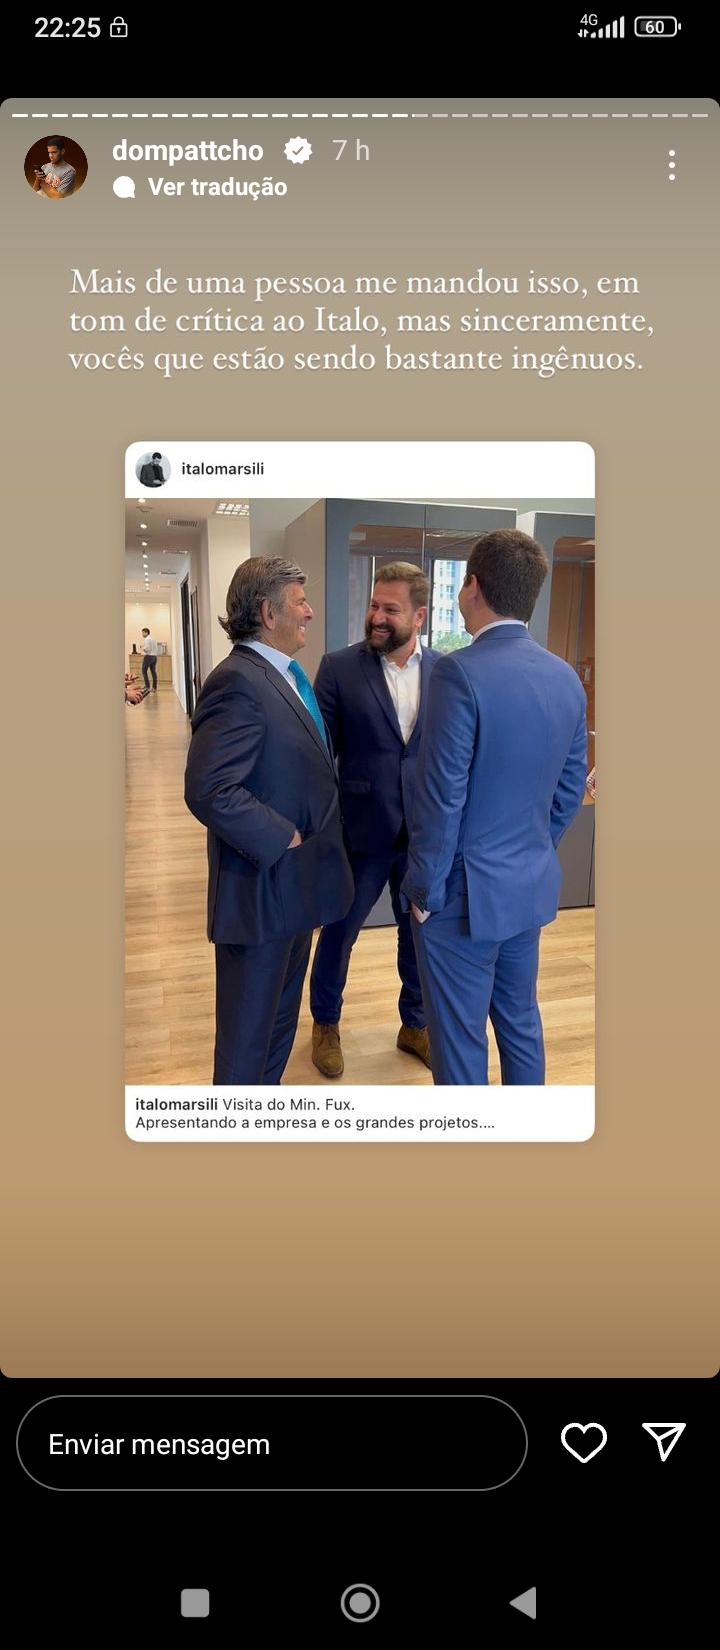 22:25
4G
60
dompattcho 7 h
Ver tradução
Mais de uma pessoa me mandou isso, em
tom de crítica ao Italo, mas sinceramente,
vocês que estão sendo bastante ingênuos.
italomarsili
italomarsili Visita do Min. Fux.
Apresentando a empresa e os grandes projetos....
Enviar mensagem